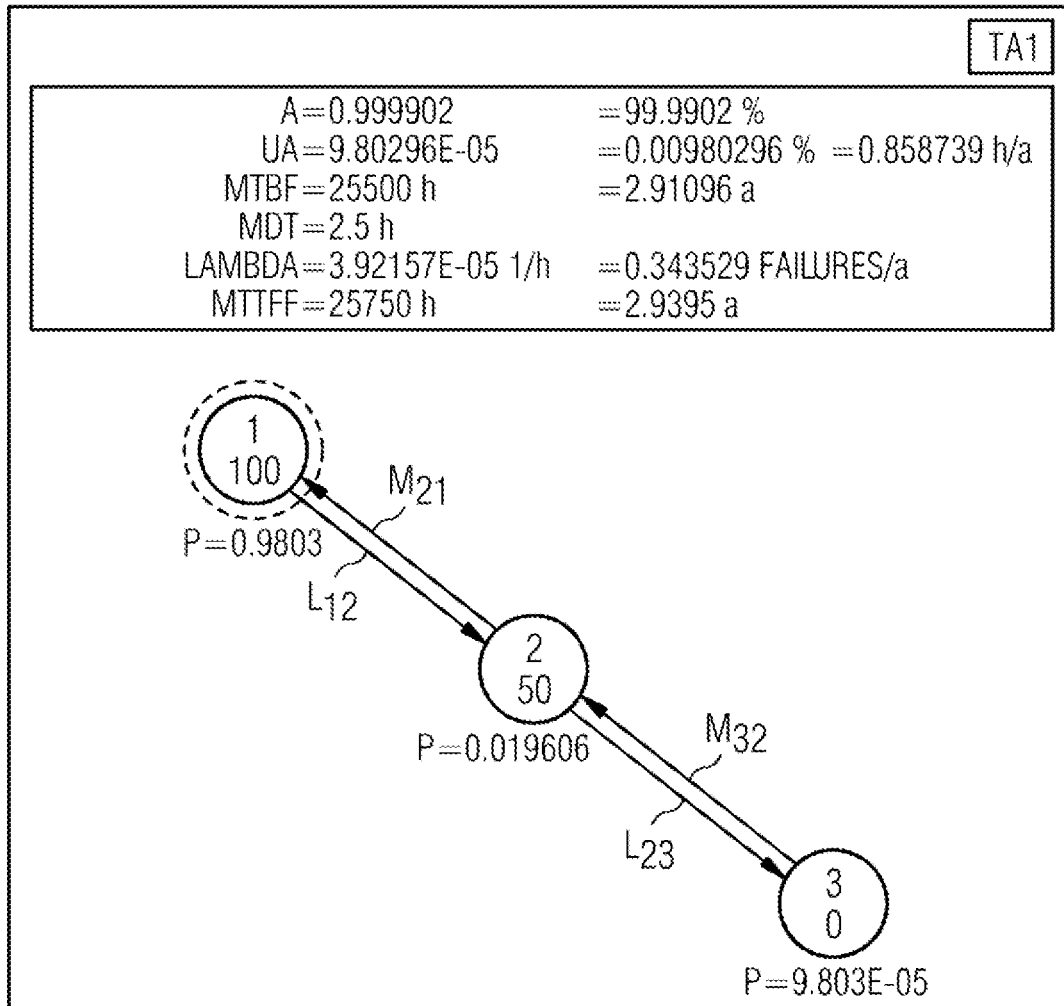 TA1
A=0.999902 =99.9902 %
UA=9.80296E-05 =0.00980296 % =0.858739 h/a
MTBF=25500 h =2.91096 a
MDT=2.5 h
LAMBDA=3.92157E-05 1/h =0.343529 FAILURES/a
MTTFF=25750 h =2.9395 a
1
100
M21
P=0.9803
L12
2
50
P=0.019606
M32
L23
3
0
P=9.803E-05